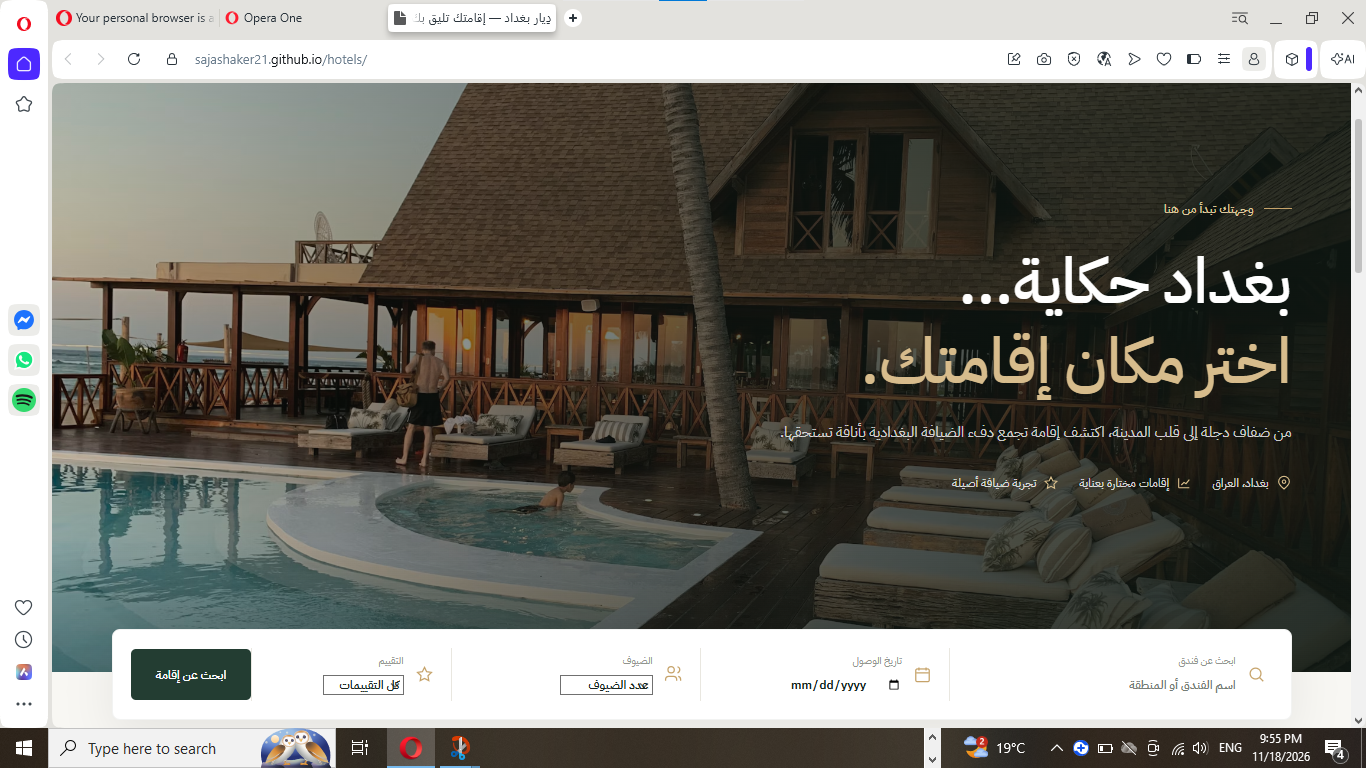 Your personal browser is a
Opera One
ديار بغداد — إقامتك تليق بك
sajashaker21.github.io/hotels/
AI
وجهتك تبدأ من هنا
بغداد حكاية...
اختر مكان إقامتك.
من ضفاف دجلة إلى قلب المدينة، اكتشف إقامة تجمع دفء الضيافة البغدادية بأناقة تستحقها.
بغداد، العراق
إقامات مختارة بعناية
تجربة ضيافة أصيلة
ابحث عن فندق
اسم الفندق أو المنطقة
تاريخ الوصول
mm/dd/yyyy
الضيوف
عدد الضيوف
التقييم
كل التقييمات
ابحث عن إقامة
Type here to search
2
19°C
ENG
9:55 PM
11/18/2026
4